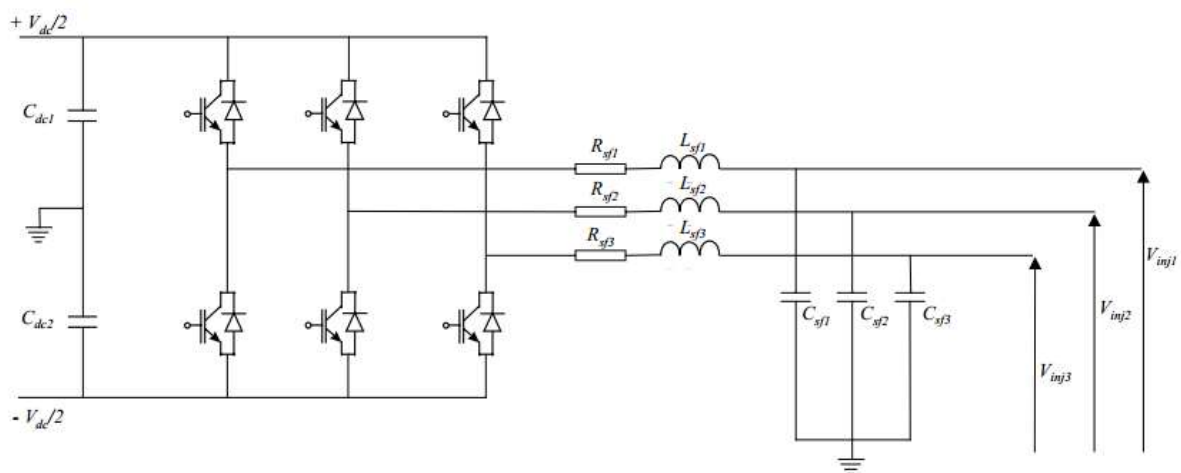 + V_dc/2
C_dc1
C_dc2
- V_dc/2
R_sf1
L_sf1
R_sf2
L_sf2
R_sf3
L_sf3
C_sf1
C_sf2
C_sf3
V_inj1
V_inj2
V_inj3